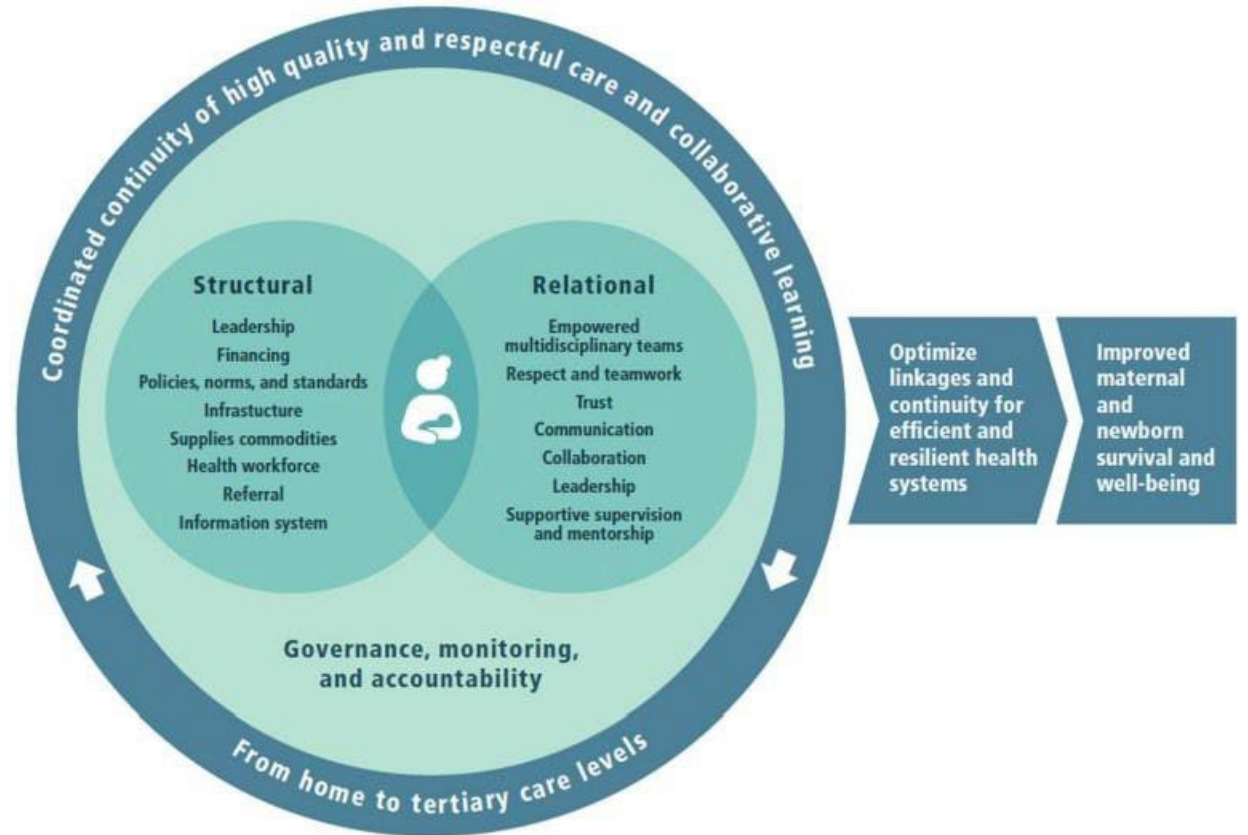 Coordinated continuity of high quality and respectful care and collaborative learning
Structural
Leadership
Financing
Policies, norms, and standards
Infrastucture
Supplies commodities
Health workforce
Referral
Information system
Relational
Empowered
multidisciplinary teams
Respect and teamwork
Trust
Communication
Collaboration
Leadership
Supportive supervision
and mentorship
Governance, monitoring,
and accountability
From home to tertiary care levels
Optimize
linkages and
continuity for
efficient and
resilient health
systems
Improved
maternal
and
newborn
survival and
well-being